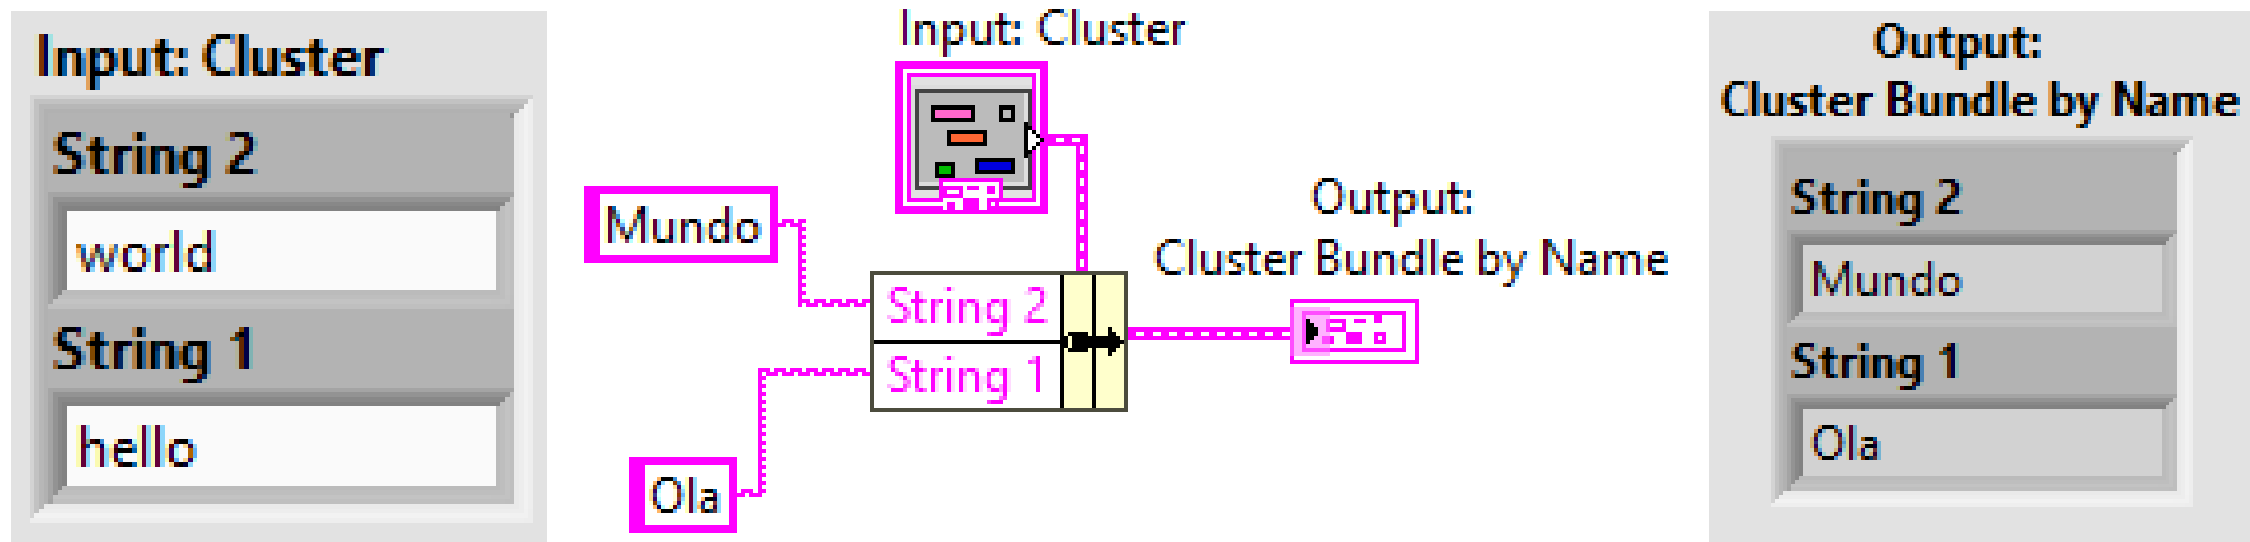 Input: Cluster
String 2
world
String 1
hello
Input: Cluster
Mundo
String 2
String 1
Ola
Output:
Cluster Bundle by Name
Output:
Cluster Bundle by Name
String 2
Mundo
String 1
Ola